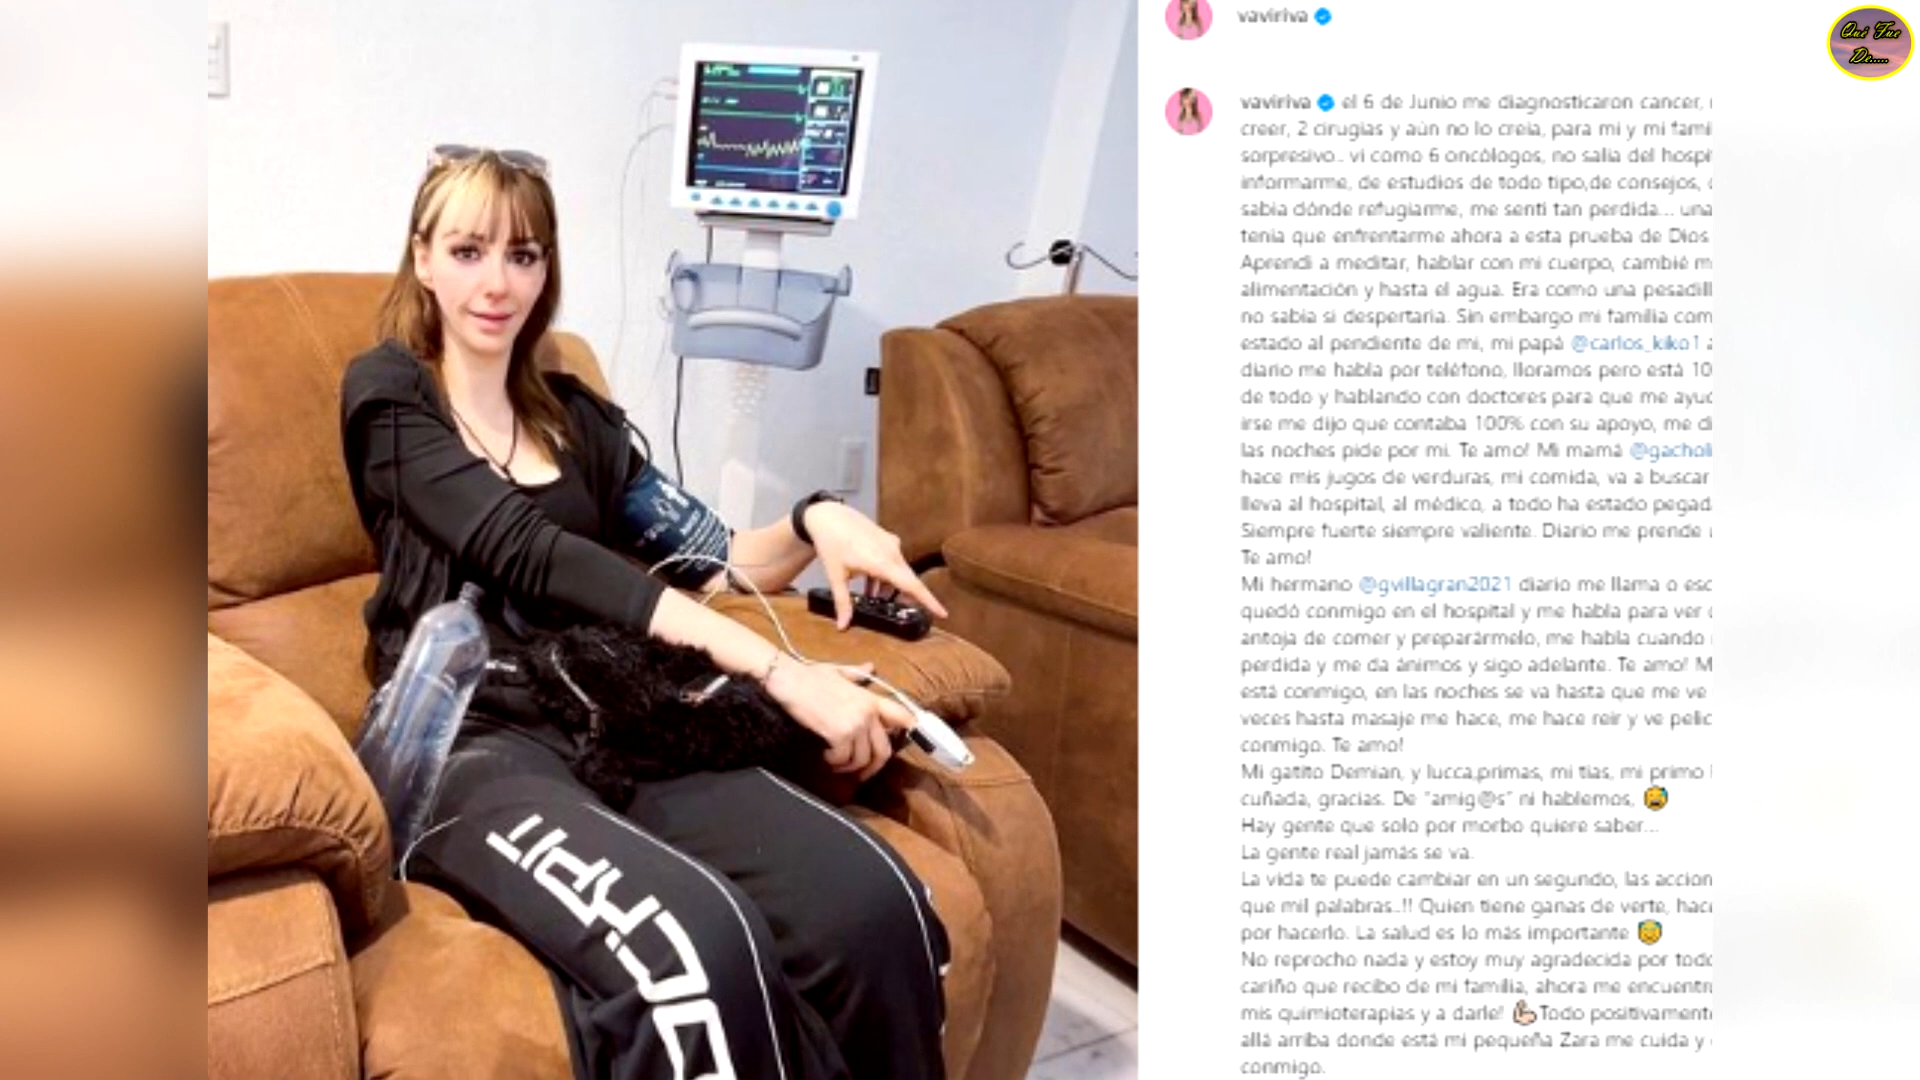 vaviriva
Qué Fue
De.....
vaviriva el 6 de Junio me diagnosticaron cancer,
creer, 2 cirugias y aún no lo creia, para mi y mi fami
sorpresivo.. vi como 6 oncólogos, no salia del hospi
informarme, de estudios de todo tipo,de consejos,
sabia dónde refugiarme, me senti tan perdida... una
tenia que enfrentarme ahora a esta prueba de Dios
Aprendi a meditar, hablar con mi cuerpo, cambié m
alimentación y hasta el agua. Era como una pesadill
no sabia si despertaria. Sin embargo mi familia com
estado al pendiente de mi, mi papá @carlos_kiko1 a
diario me habla por teléfono, lloramos pero está 10
de todo y hablando con doctores para que me ayuc
irse me dijo que contaba 100% con su apoyo, me di
las noches pide por mi. Te amo! Mi mamá @gachol
hace mis jugos de verduras, mi comida, va a buscar
lleva al hospital, al médico, a todo ha estado pegad
Siempre fuerte siempre valiente. Diario me prende
Te amo!
Mi hermano @gvillagran2021 diario me llama o esc
quedó conmigo en el hospital y me habla para ver
antoja de comer y preparármelo, me habla cuando
perdida y me da ánimos y sigo adelante. Te amo! M
está conmigo, en las noches se va hasta que me ve
veces hasta masaje me hace, me hace reir y ve pelic
conmigo. Te amo!
Mi gatito Demian, y lucca,primas, mi tias, mi primo
cuñada, gracias. De "amig@s" ni hablemos, 😅
Hay gente que solo por morbo quiere saber...
La gente real jamás se va.
La vida te puede cambiar en un segundo, las accion
que mil palabras..!! Quien tiene ganas de verte, hac
por hacerlo. La salud es lo más importante 😇
No reprocho nada y estoy muy agradecida por todo
cariño que recibo de mi familia, ahora me encuentr
mis quimioterapias y a darle! 💪🏻Todo positivament
allá arriba donde está mi pequeña Zara me cuida y
conmigo.